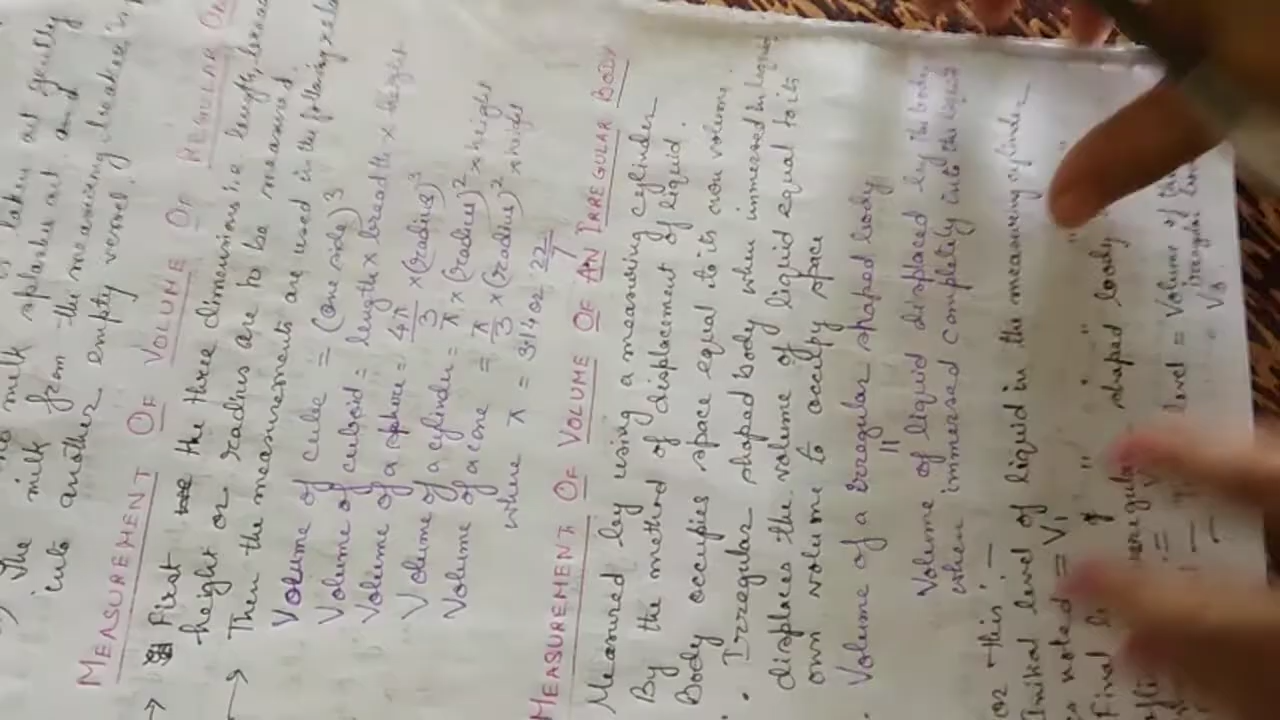 milk is taken out gently
milk splashes out and
from the measuring beaker
into another empty vessel.
MEASUREMENT OF VOLUME OF REGULAR
→ First the three dimensions i.e. length,
height or radius are to be measured
→ Then the measurements are used in the following
Volume of cube = (one side)³
Volume of cuboid = length × breadth × height
Volume of a sphere = 4π/3 × (radius)³
Volume of a cylinder = π × (radius)² × height
Volume of a cone = π/3 × (radius)² × height
where π = 3.14 or 22/7
MEASUREMENT OF VOLUME OF AN IRREGULAR BODY
Measured by using a measuring cylinder
By the method of displacement of liquid.
Body occupies space equal to its own volume
• Irregular shaped body when immersed in liquid
displaces the volume of liquid equal to its
own volume to occupy space
• Volume of a irregular shaped body
=
Volume of liquid displaced by the body
when immersed completely into the liquid
or this :—
Initial level of liquid in the measuring cylinder
is noted = V₁
Final " " "
shaped body
level = Volume of
irregular
V₃